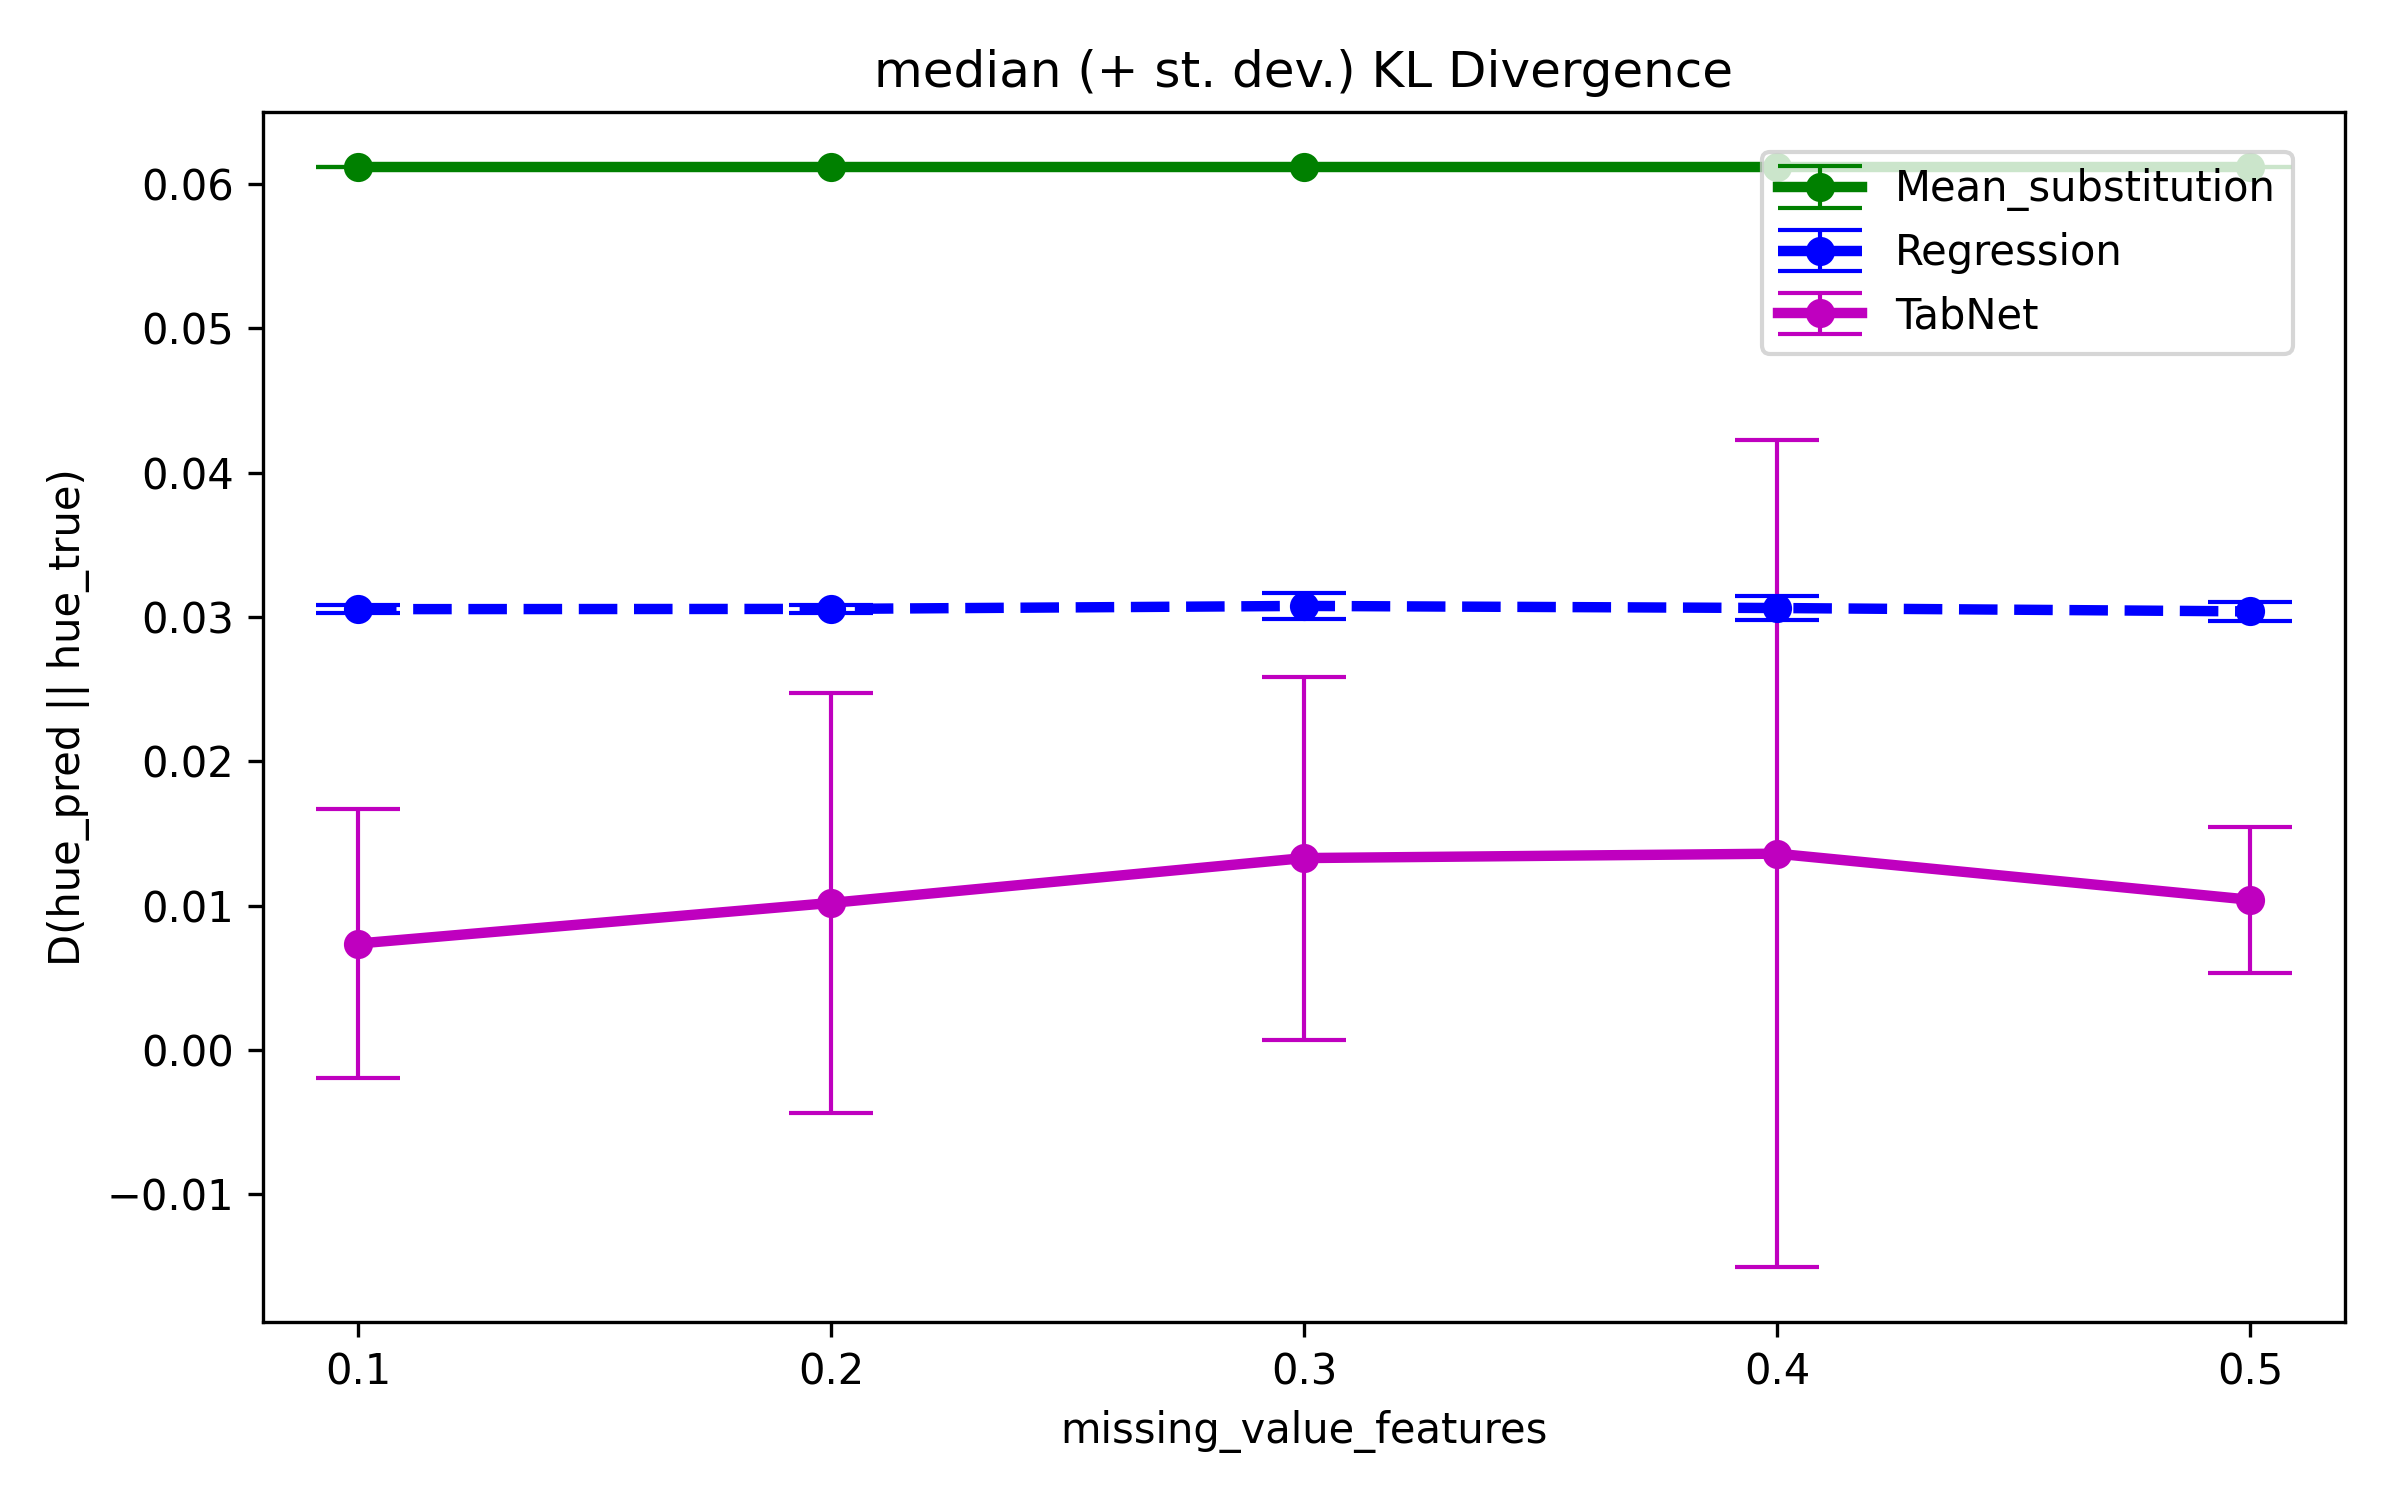 median (+ st. dev.) KL Divergence
D(hue_pred || hue_true)
0.06
0.05
0.04
0.03
0.02
0.01
0.00
−0.01
Mean_substitution
Regression
TabNet
0.1 0.2 0.3 0.4 0.5
missing_value_features